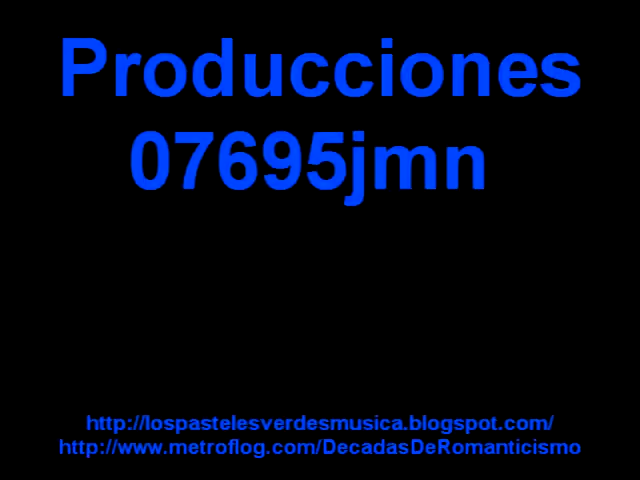 Producciones
07695jmn
http://lospastelesverdesmusica.blogspot.com/
http://www.metroflog.com/DecadasDeRomanticismo